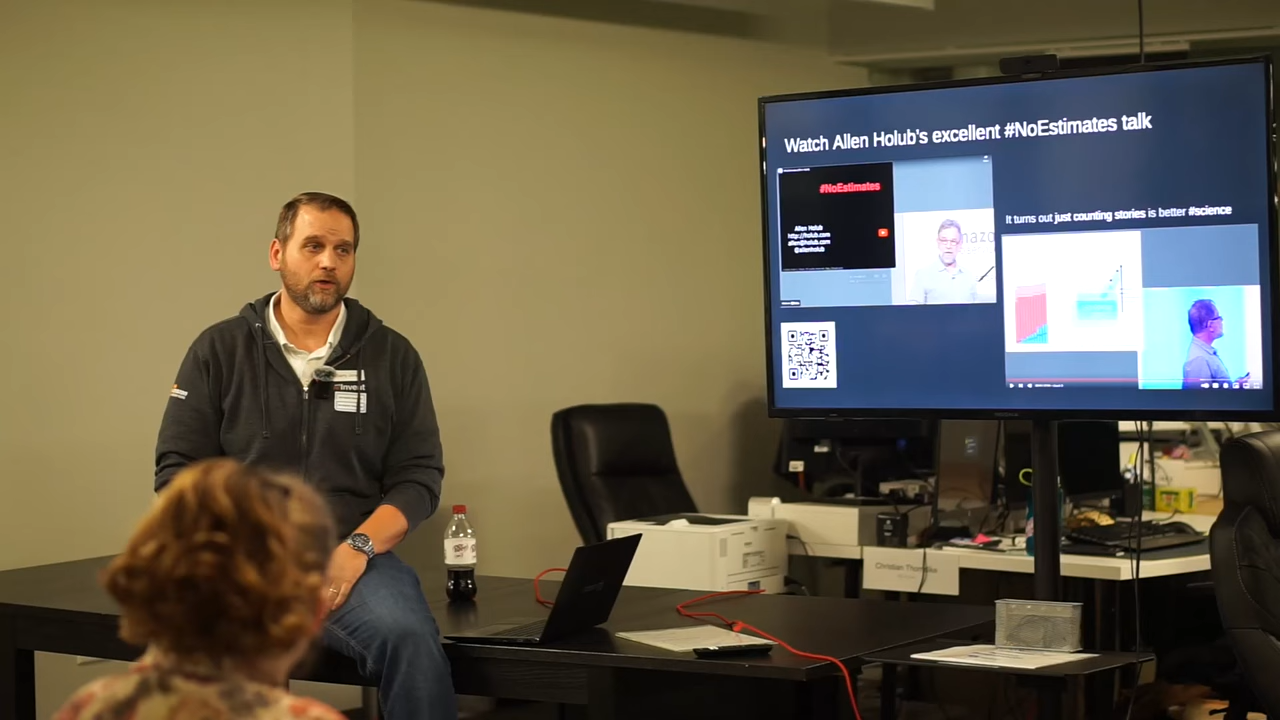 Watch Allen Holub's excellent #NoEstimates talk
#NoEstimates
Allen Holub
http://holub.com
allen@holub.com
@allenholub
It turns out just counting stories is better #science
Invent
Christian